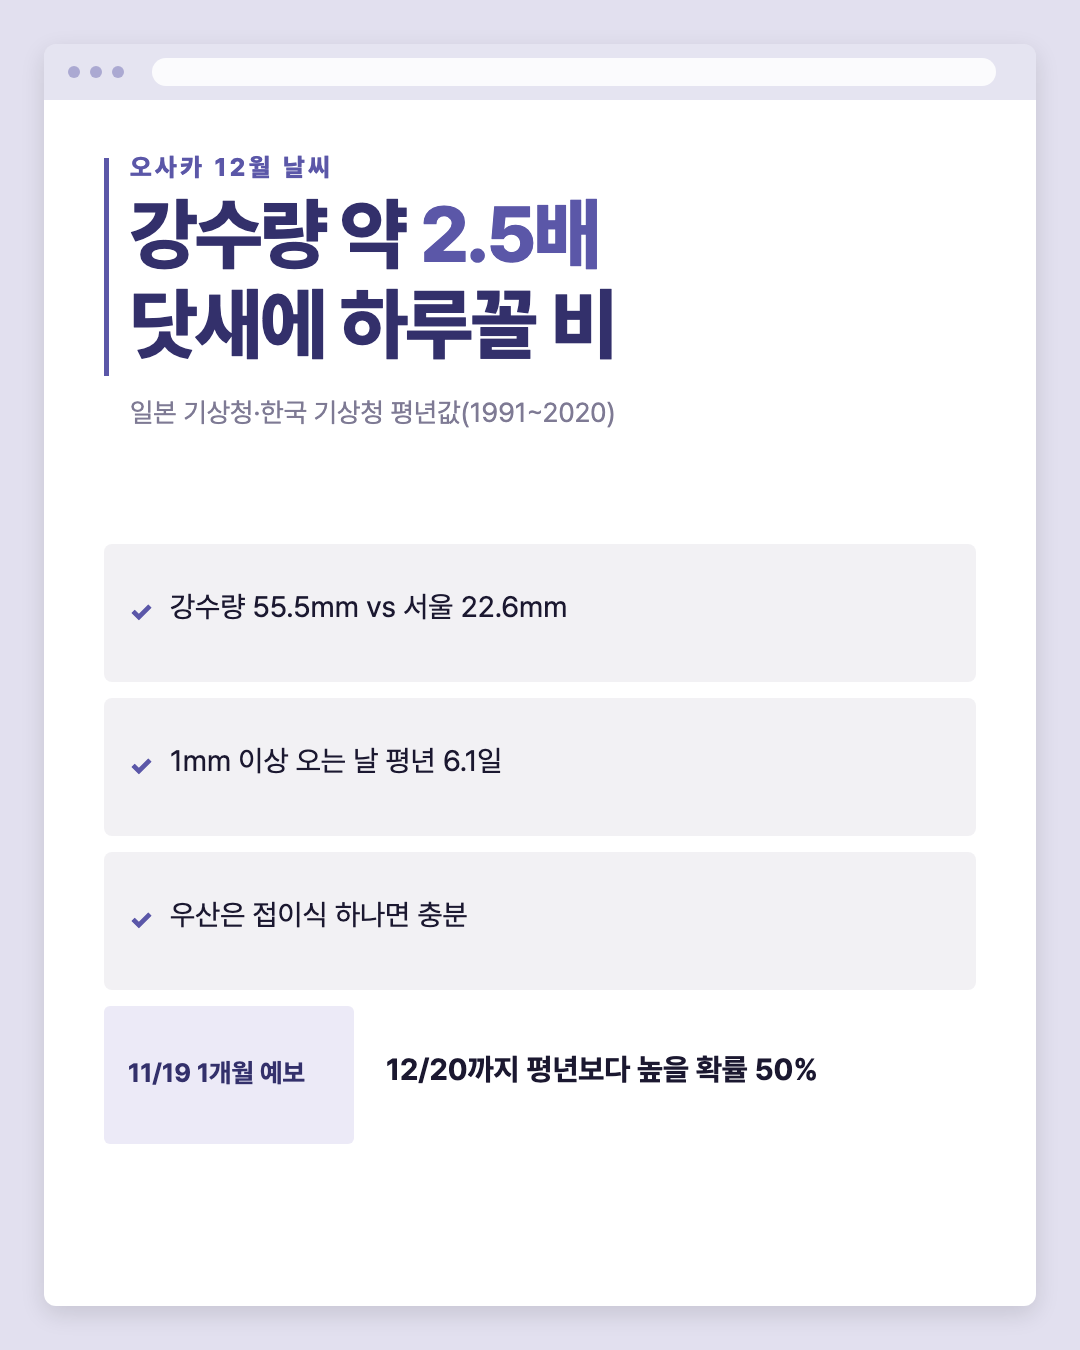 오사카 12월 날씨
강수량 약 2.5배
닷새에 하루꼴 비
일본 기상청·한국 기상청 평년값(1991~2020)
강수량 55.5mm vs 서울 22.6mm
1mm 이상 오는 날 평년 6.1일
우산은 접이식 하나면 충분
11/19 1개월 예보
12/20까지 평년보다 높을 확률 50%